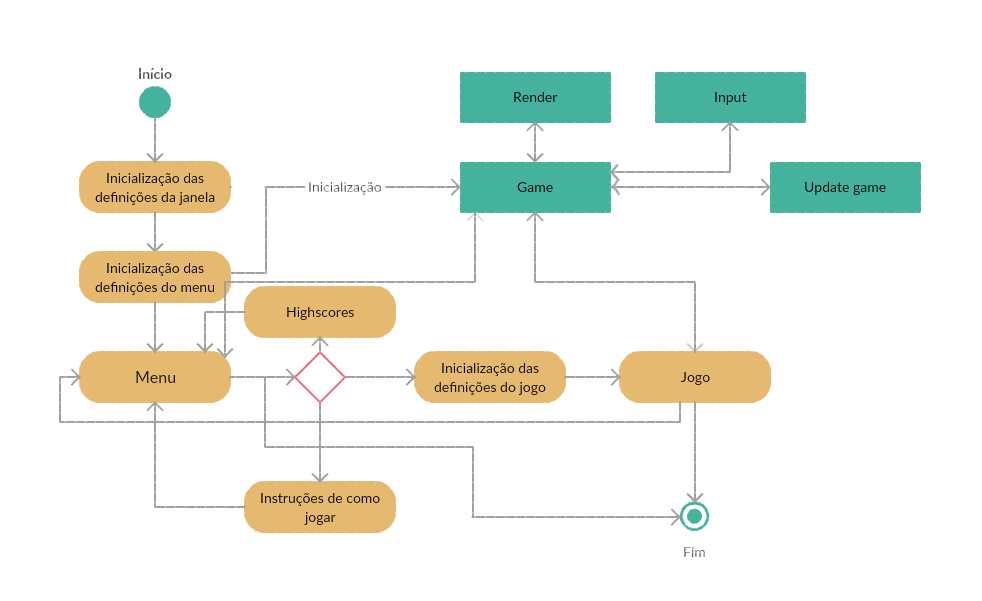 Início
Render
Input
Inicialização das
definições da janela
Inicialização
Game
Update game
Inicialização das
definições do menu
Highscores
Menu
Inicialização das
definições do jogo
Jogo
Instruções de como
jogar
Fim